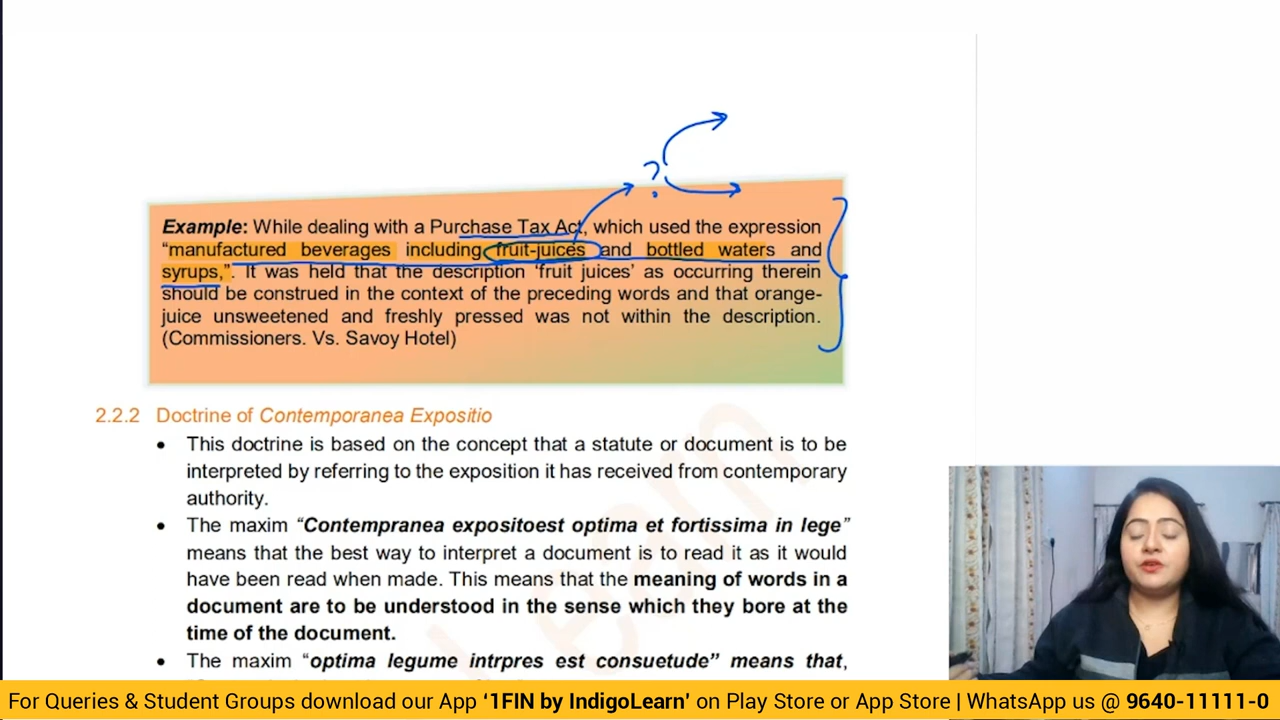 ?
Example: While dealing with a Purchase Tax Act, which used the expression
“manufactured beverages including fruit-juices and bottled waters and
syrups,”. It was held that the description ‘fruit juices’ as occurring therein
should be construed in the context of the preceding words and that orange-
juice unsweetened and freshly pressed was not within the description.
(Commissioners. Vs. Savoy Hotel)
2.2.2 Doctrine of Contemporanea Expositio
• This doctrine is based on the concept that a statute or document is to be
interpreted by referring to the exposition it has received from contemporary
authority.
• The maxim “Contempranea expositoest optima et fortissima in lege”
means that the best way to interpret a document is to read it as it would
have been read when made. This means that the meaning of words in a
document are to be understood in the sense which they bore at the
time of the document.
• The maxim “optima legume intrpres est consuetude” means that,
Learn
For Queries & Student Groups download our App ‘1FIN by IndigoLearn' on Play Store or App Store | WhatsApp us @ 9640-11111-0